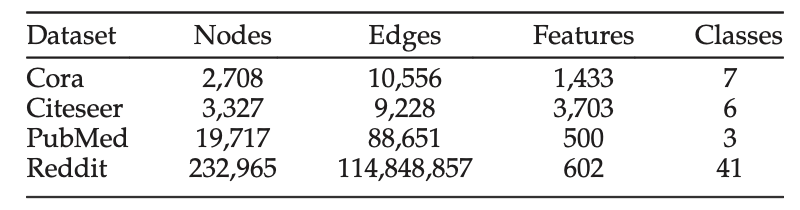 Dataset Nodes Edges Features Classes
Cora 2,708 10,556 1,433 7
Citeseer 3,327 9,228 3,703 6
PubMed 19,717 88,651 500 3
Reddit 232,965 114,848,857 602 41